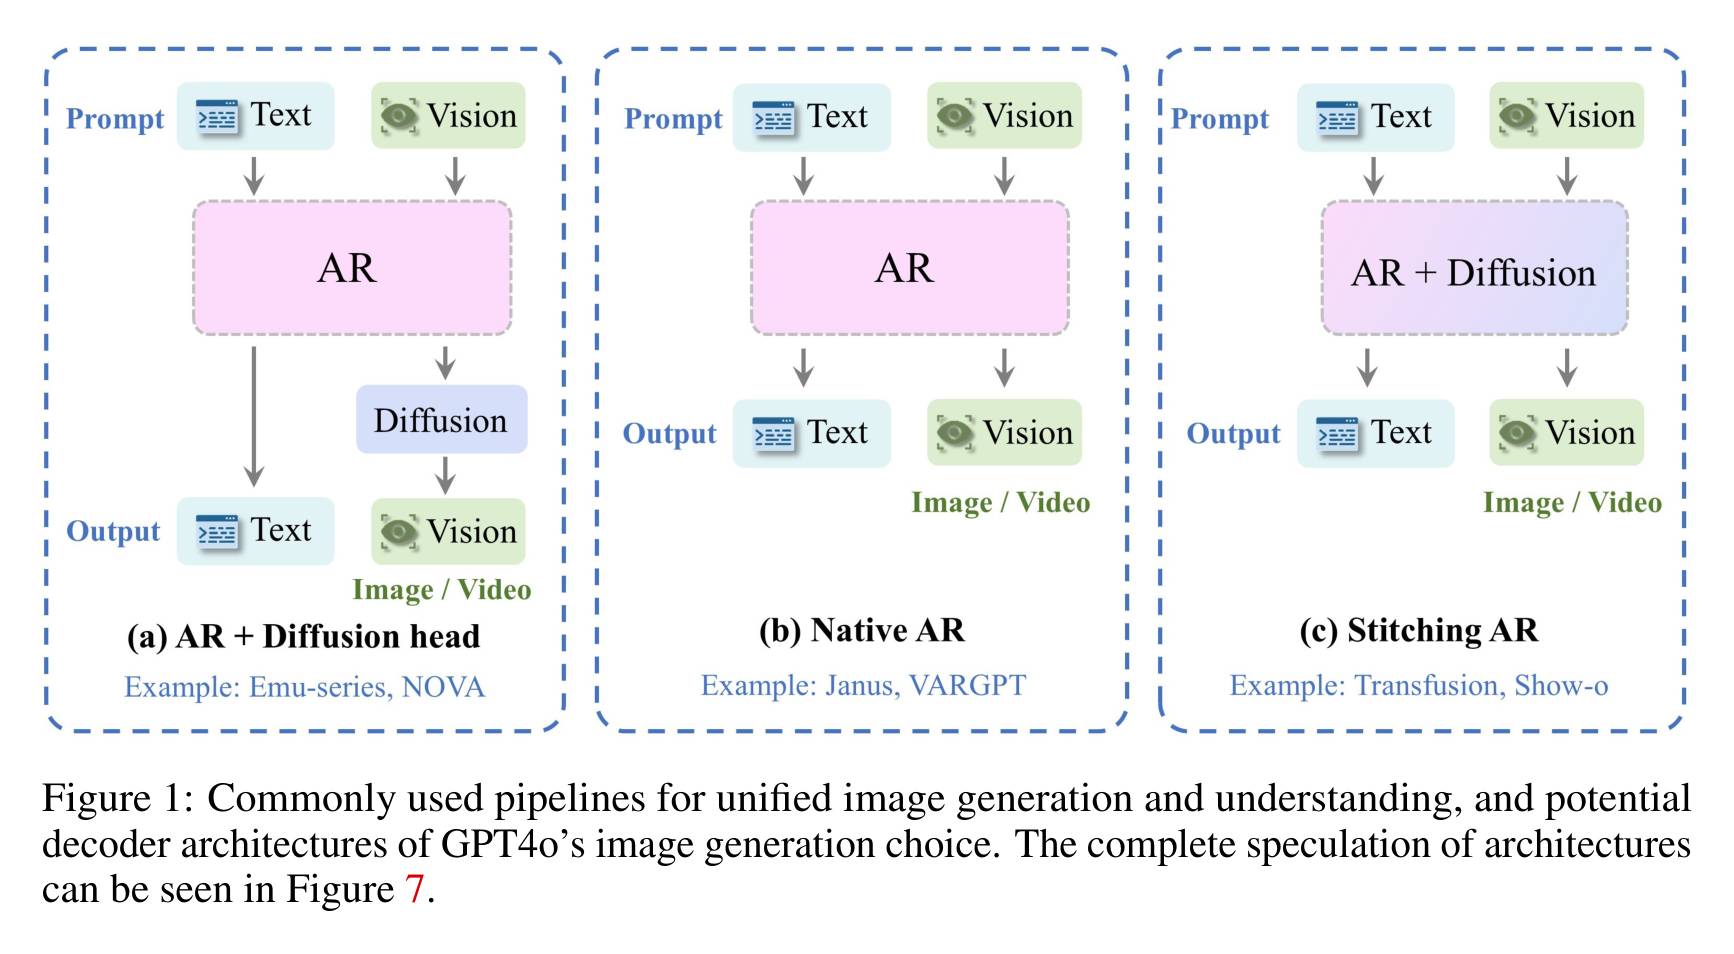 Prompt Text Vision
AR
Diffusion
Output Text Vision
Image / Video
(a) AR + Diffusion head
Example: Emu-series, NOVA
Prompt Text Vision
AR
Output Text Vision
Image / Video
(b) Native AR
Example: Janus, VARGPT
Prompt Text Vision
AR + Diffusion
Output Text Vision
Image / Video
(c) Stitching AR
Example: Transfusion, Show-o
Figure 1: Commonly used pipelines for unified image generation and understanding, and potential
decoder architectures of GPT4o’s image generation choice. The complete speculation of architectures
can be seen in Figure 7.